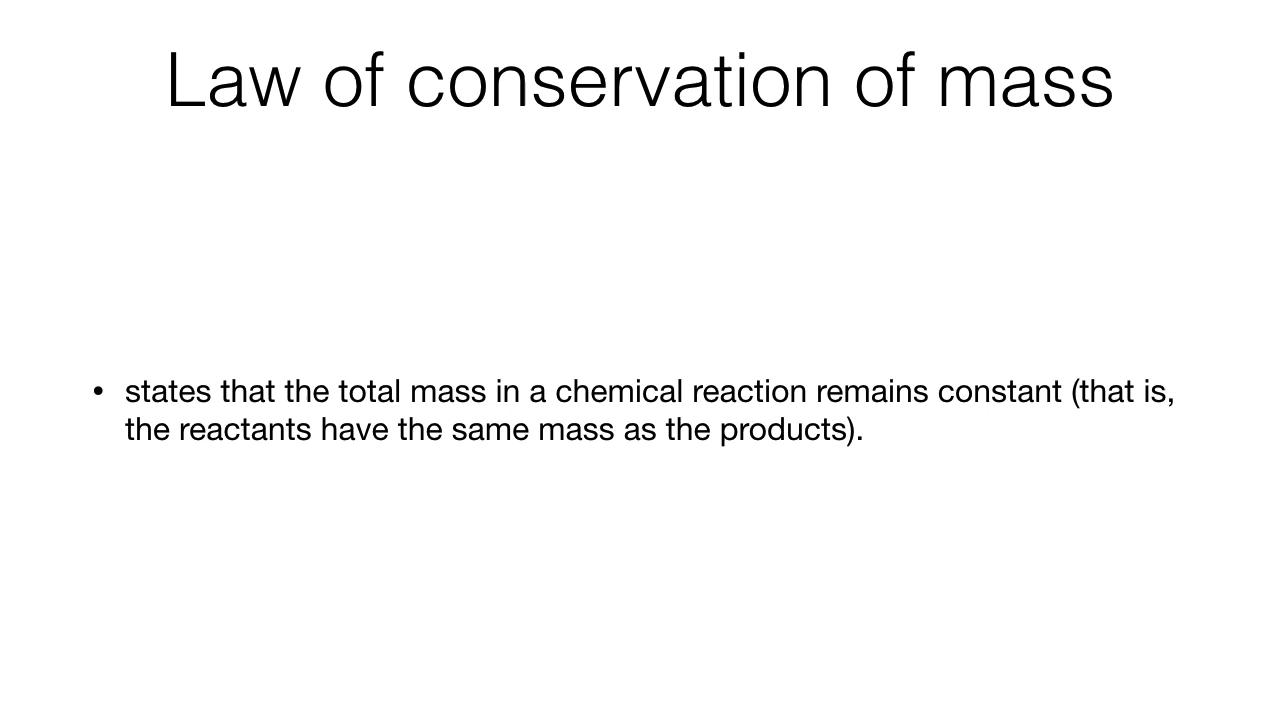 Law of conservation of mass
• states that the total mass in a chemical reaction remains constant (that is,
the reactants have the same mass as the products).